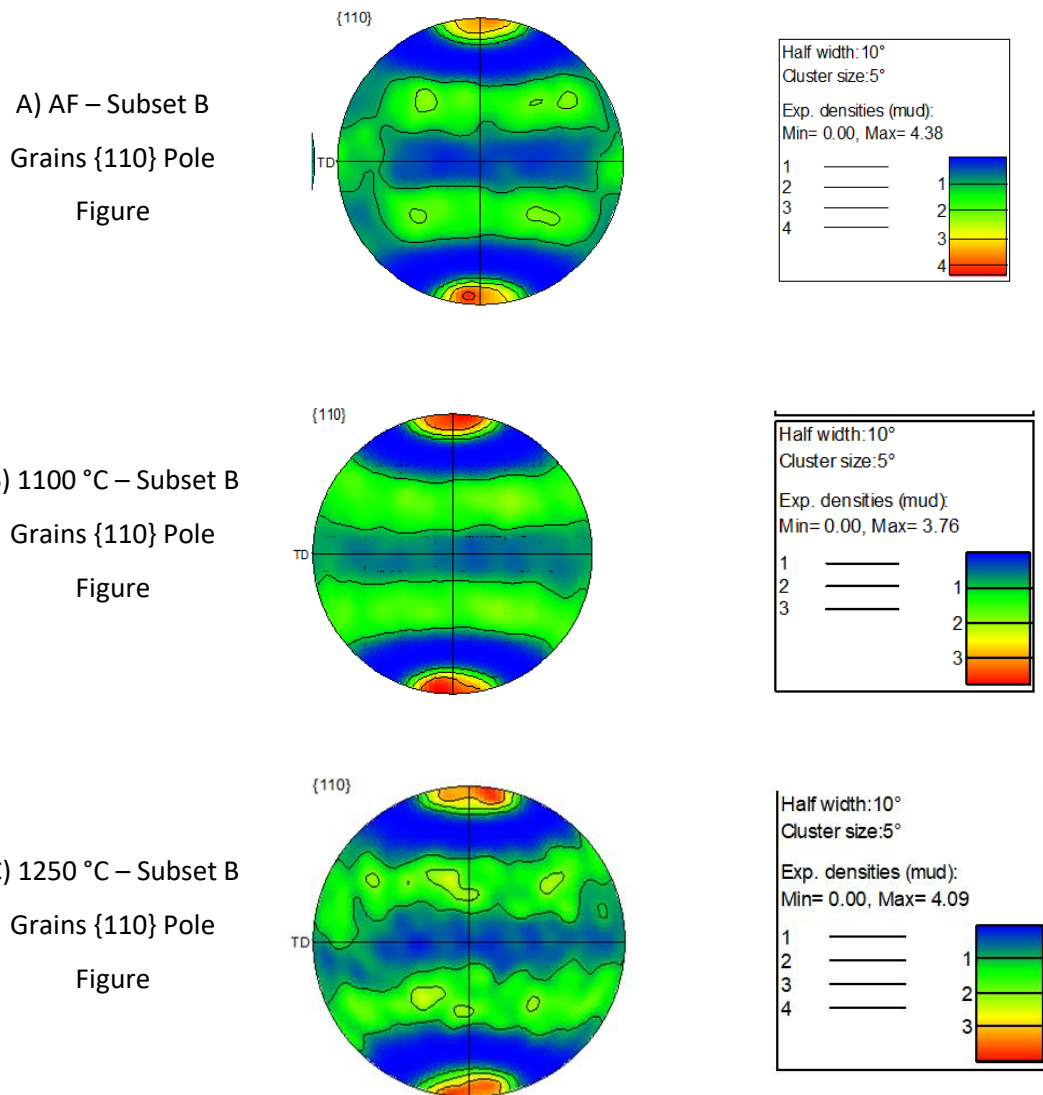 {110}
A) AF – Subset B
Grains {110} Pole
Figure
TD
Half width:10°
Cluster size:5°
Exp. densities (mud):
Min= 0.00, Max= 4.38
1
2
3
4
1
2
3
4
{110}
) 1100 °C – Subset B
Grains {110} Pole
Figure
TD
Half width:10°
Cluster size:5°
Exp. densities (mud):
Min= 0.00, Max= 3.76
1
2
3
1
2
3
{110}
) 1250 °C – Subset B
Grains {110} Pole
Figure
TD
Half width:10°
Cluster size:5°
Exp. densities (mud):
Min= 0.00, Max= 4.09
1
2
3
4
1
2
3